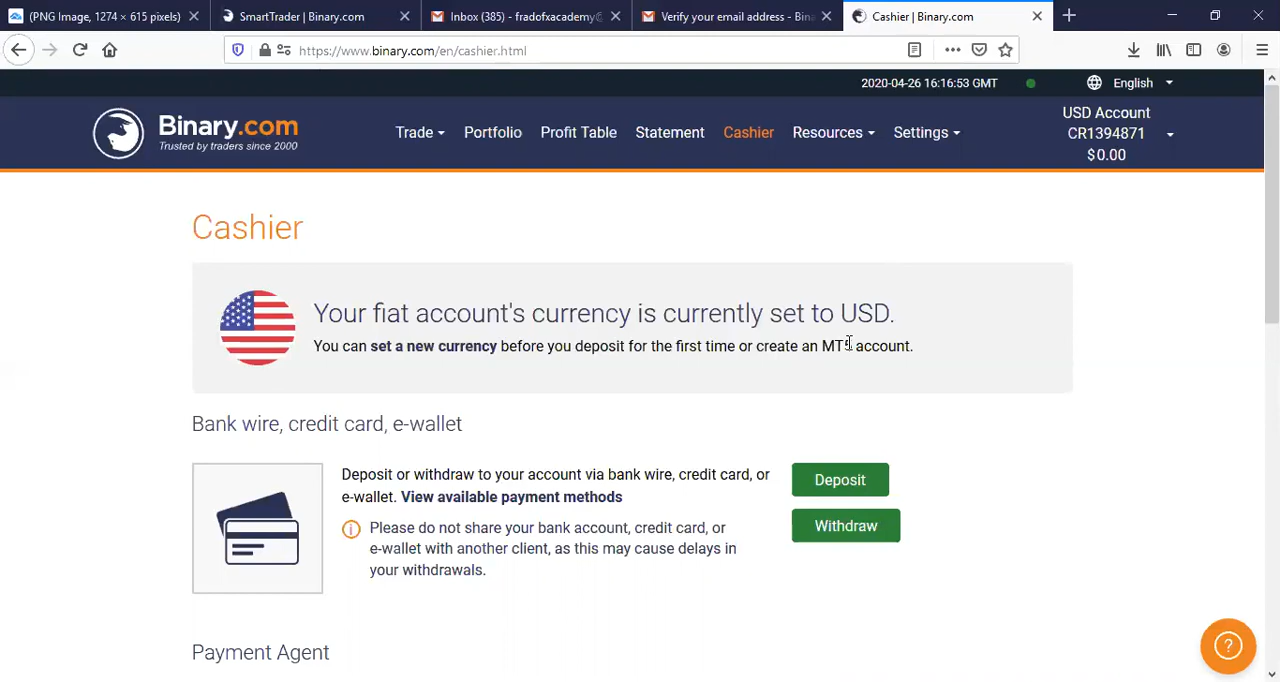 (PNG Image, 1274 × 615 pixels)
SmartTrader | Binary.com
Inbox (385) - fradofxacademy@
Verify your email address - Bin
Cashier | Binary.com
https://www.binary.com/en/cashier.html
2020-04-26 16:16:53 GMT
English
Binary.com
Trusted by traders since 2000
Trade
Portfolio
Profit Table
Statement
Cashier
Resources
Settings
USD Account
CR1394871
$0.00
Cashier
Your fiat account's currency is currently set to USD.
You can set a new currency before you deposit for the first time or create an MT5 account.
Bank wire, credit card, e-wallet
Deposit or withdraw to your account via bank wire, credit card, or
e-wallet. View available payment methods
Please do not share your bank account, credit card, or
e-wallet with another client, as this may cause delays in
your withdrawals.
Deposit
Withdraw
Payment Agent